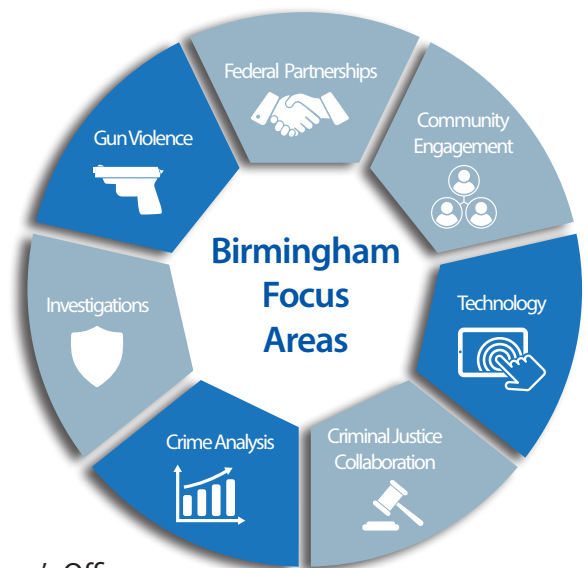 Federal Partnerships
Community
Engagement
Gun Violence
Birmingham
Focus
Areas
Technology
Investigations
Crime Analysis
Criminal Justice
Collaboration